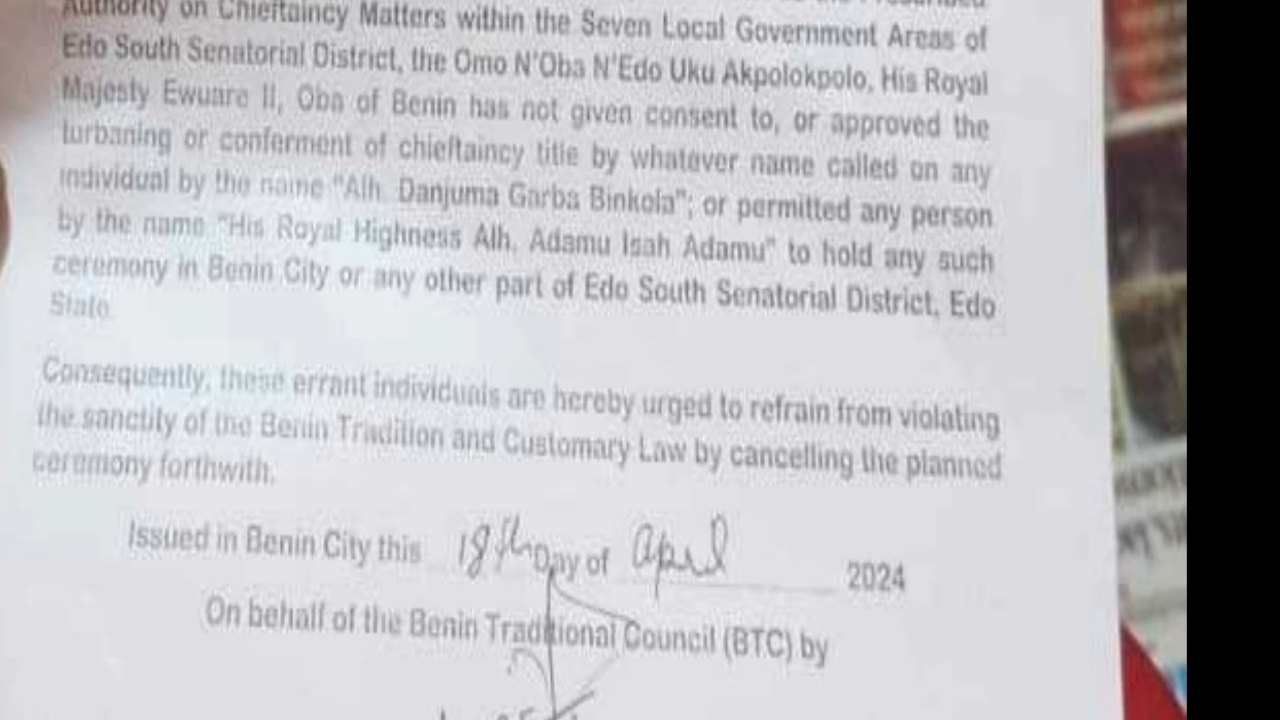 Authority on Chieftaincy Matters within the Seven Local Government Areas of
Edo South Senatorial District, the Omo N'Oba N'Edo Uku Akpolokpolo, His Royal
Majesty Ewuare II, Oba of Benin has not given consent to, or approved the
turbaning or conferment of chieftaincy title by whatever name called on any
individual by the name "Alh. Danjuma Garba Binkola"; or permitted any person
by the name "His Royal Highness Alh. Adamu Isah Adamu" to hold any such
ceremony in Benin City or any other part of Edo South Senatorial District, Edo
State.
Consequently, these errant individuals are hereby urged to refrain from violating
the sanctity of the Benin Tradition and Customary Law by cancelling the planned
ceremony forthwith.
Issued in Benin City this 18th Day of April 2024
On behalf of the Benin Traditional Council (BTC) by